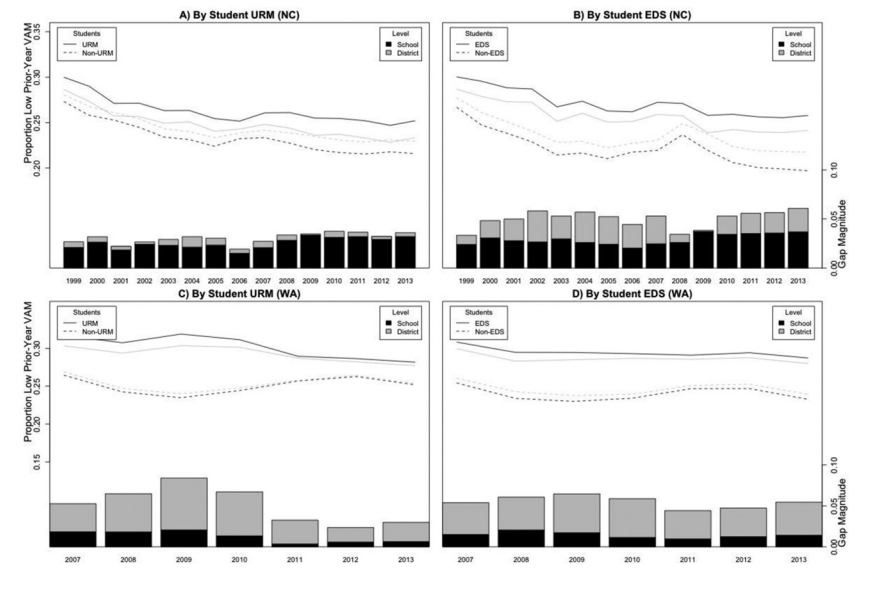 A) By Student URM (NC)
Students
URM
Non-URM
Level
School
District
Proportion Low Prior-Year VAM
0.35
0.30
0.25
0.20
1999 2000 2001 2002 2003 2004 2005 2006 2007 2008 2009 2010 2011 2012 2013
B) By Student EDS (NC)
Students
EDS
Non-EDS
Level
School
District
0.10
0.05
0.00
Gap Magnitude
1999 2000 2001 2002 2003 2004 2005 2006 2007 2008 2009 2010 2011 2012 2013
C) By Student URM (WA)
Students
URM
Non-URM
Level
School
District
Proportion Low Prior-Year VAM
0.30
0.25
0.20
0.15
2007 2008 2009 2010 2011 2012 2013
D) By Student EDS (WA)
Students
EDS
Non-EDS
Level
School
District
0.10
0.05
0.00
Gap Magnitude
2007 2008 2009 2010 2011 2012 2013